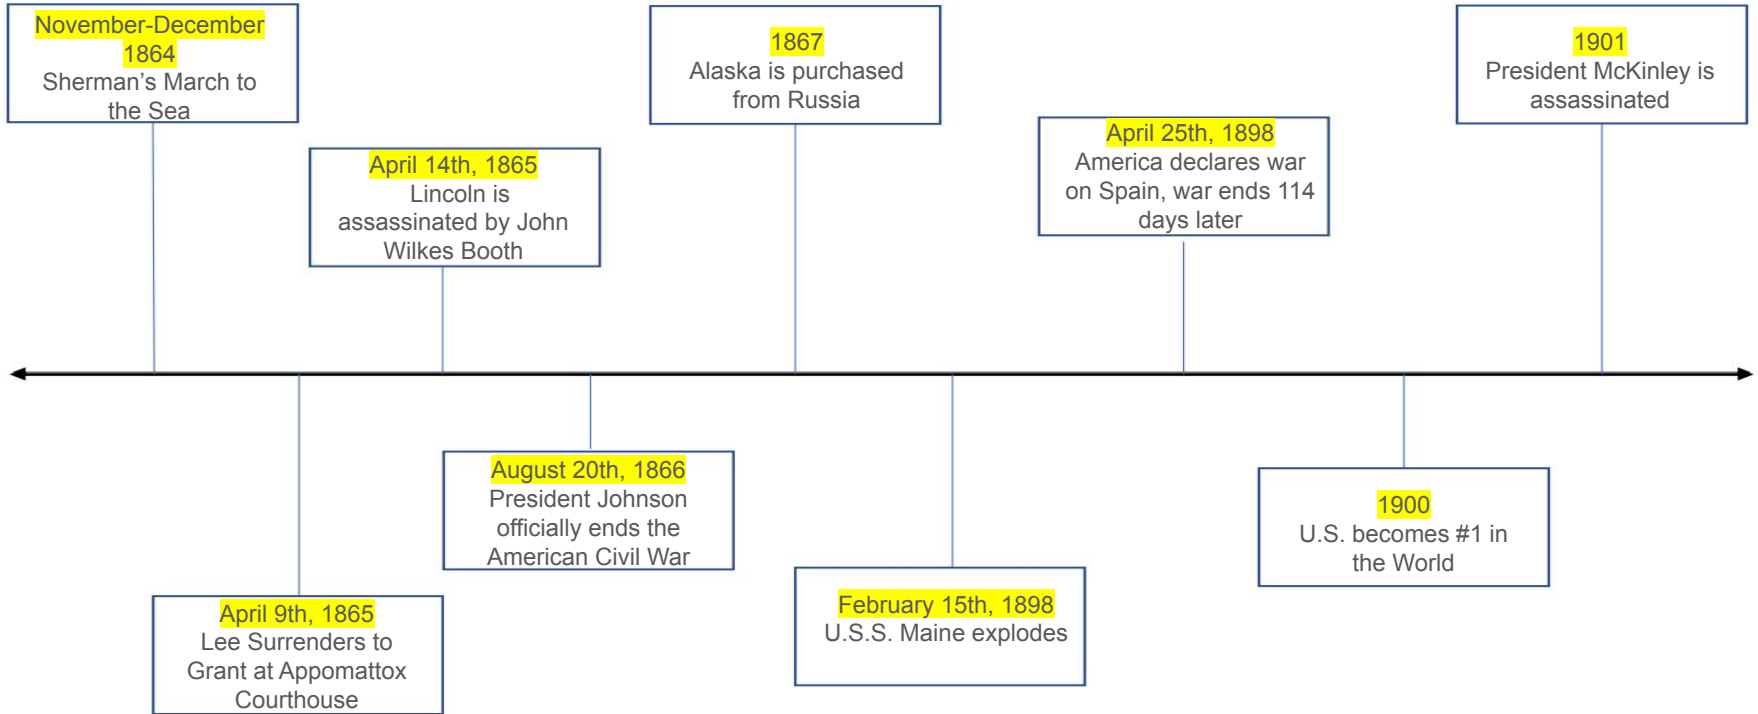 November-December
1864
Sherman's March to
the Sea
April 9th, 1865
Lee Surrenders to
Grant at Appomattox
Courthouse
April 14th, 1865
Lincoln is
assassinated by John
Wilkes Booth
August 20th, 1866
President Johnson
officially ends the
American Civil War
1867
Alaska is purchased
from Russia
February 15th, 1898
U.S.S. Maine explodes
April 25th, 1898
America declares war
on Spain, war ends 114
days later
1900
U.S. becomes #1 in
the World
1901
President McKinley is
assassinated